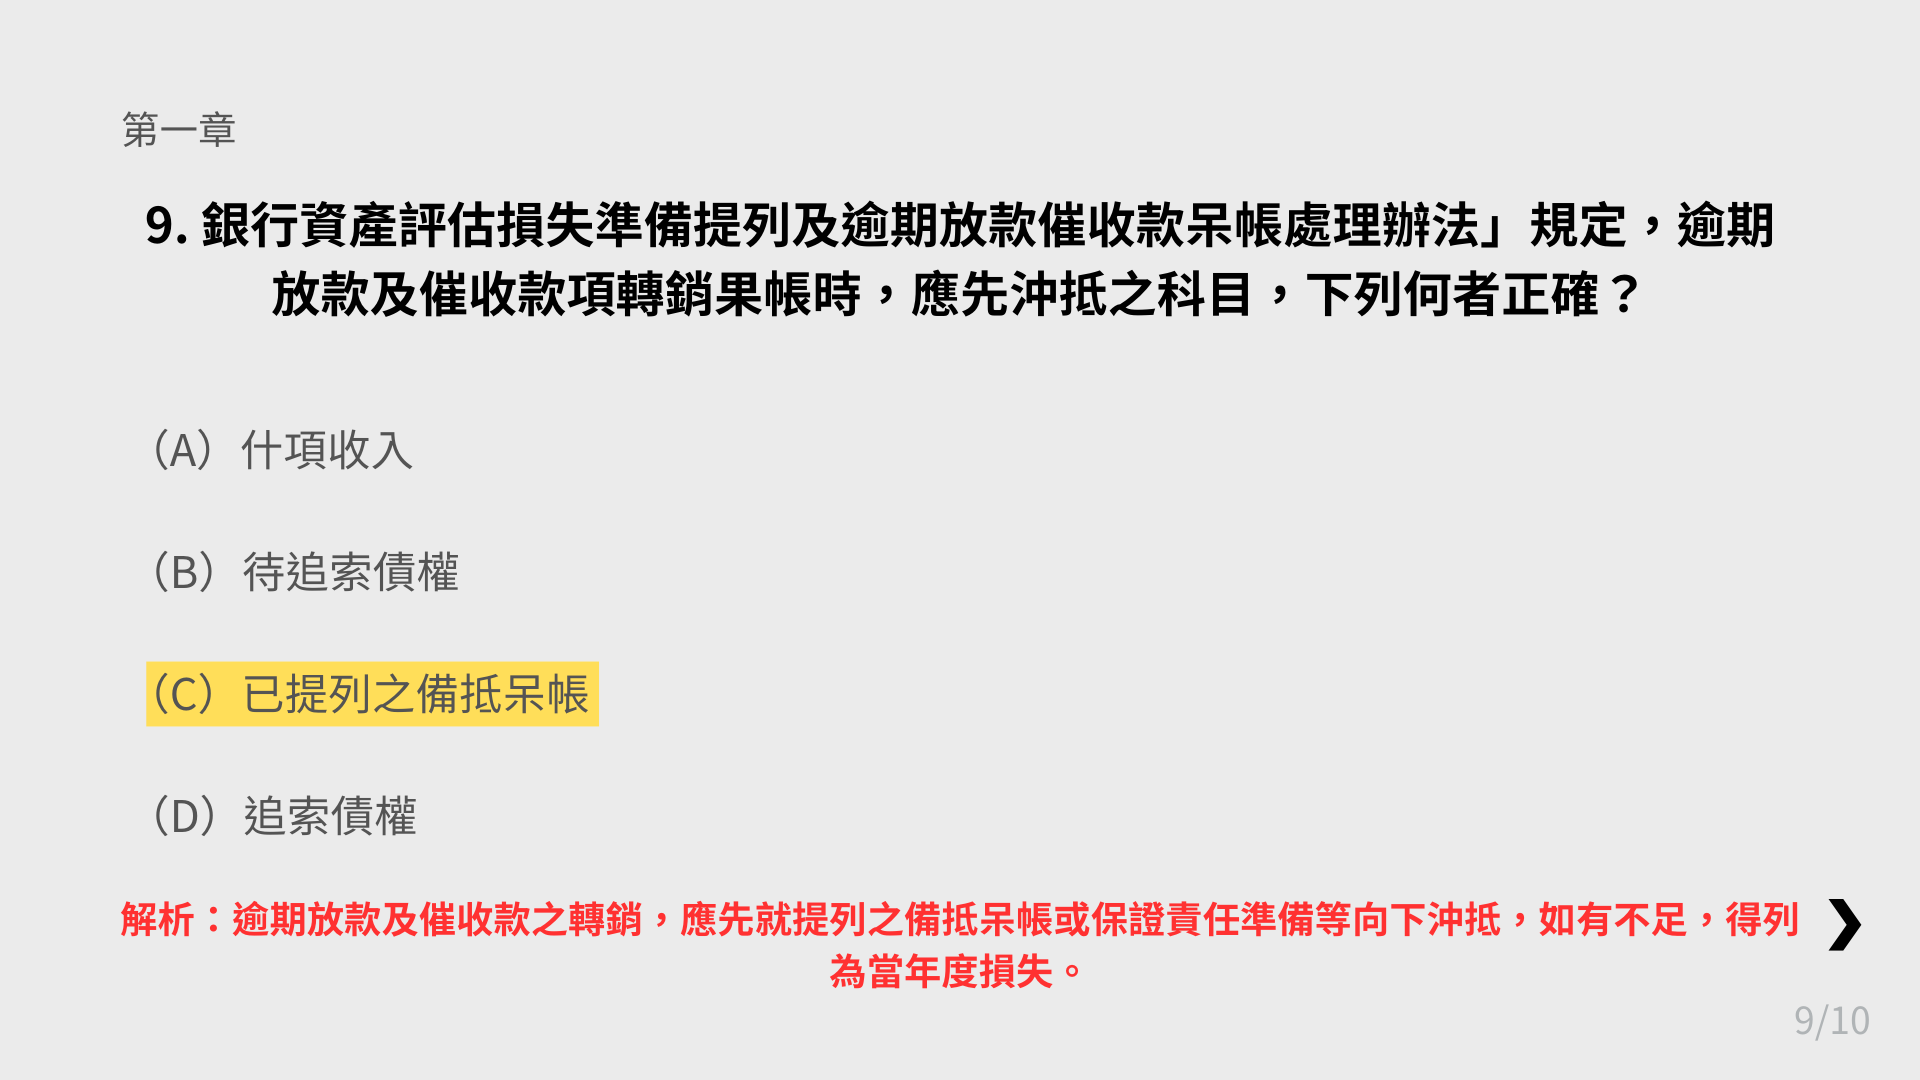 第一章
9. 銀行資產評估損失準備提列及逾期放款催收款呆帳處理辦法」規定，逾期
放款及催收款項轉銷果帳時，應先沖抵之科目，下列何者正確？
（A）什項收入
（B）待追索債權
（C）已提列之備抵呆帳
（D）追索債權
解析：逾期放款及催收款之轉銷，應先就提列之備抵呆帳或保證責任準備等向下沖抵，如有不足，得列
為當年度損失。
9/10